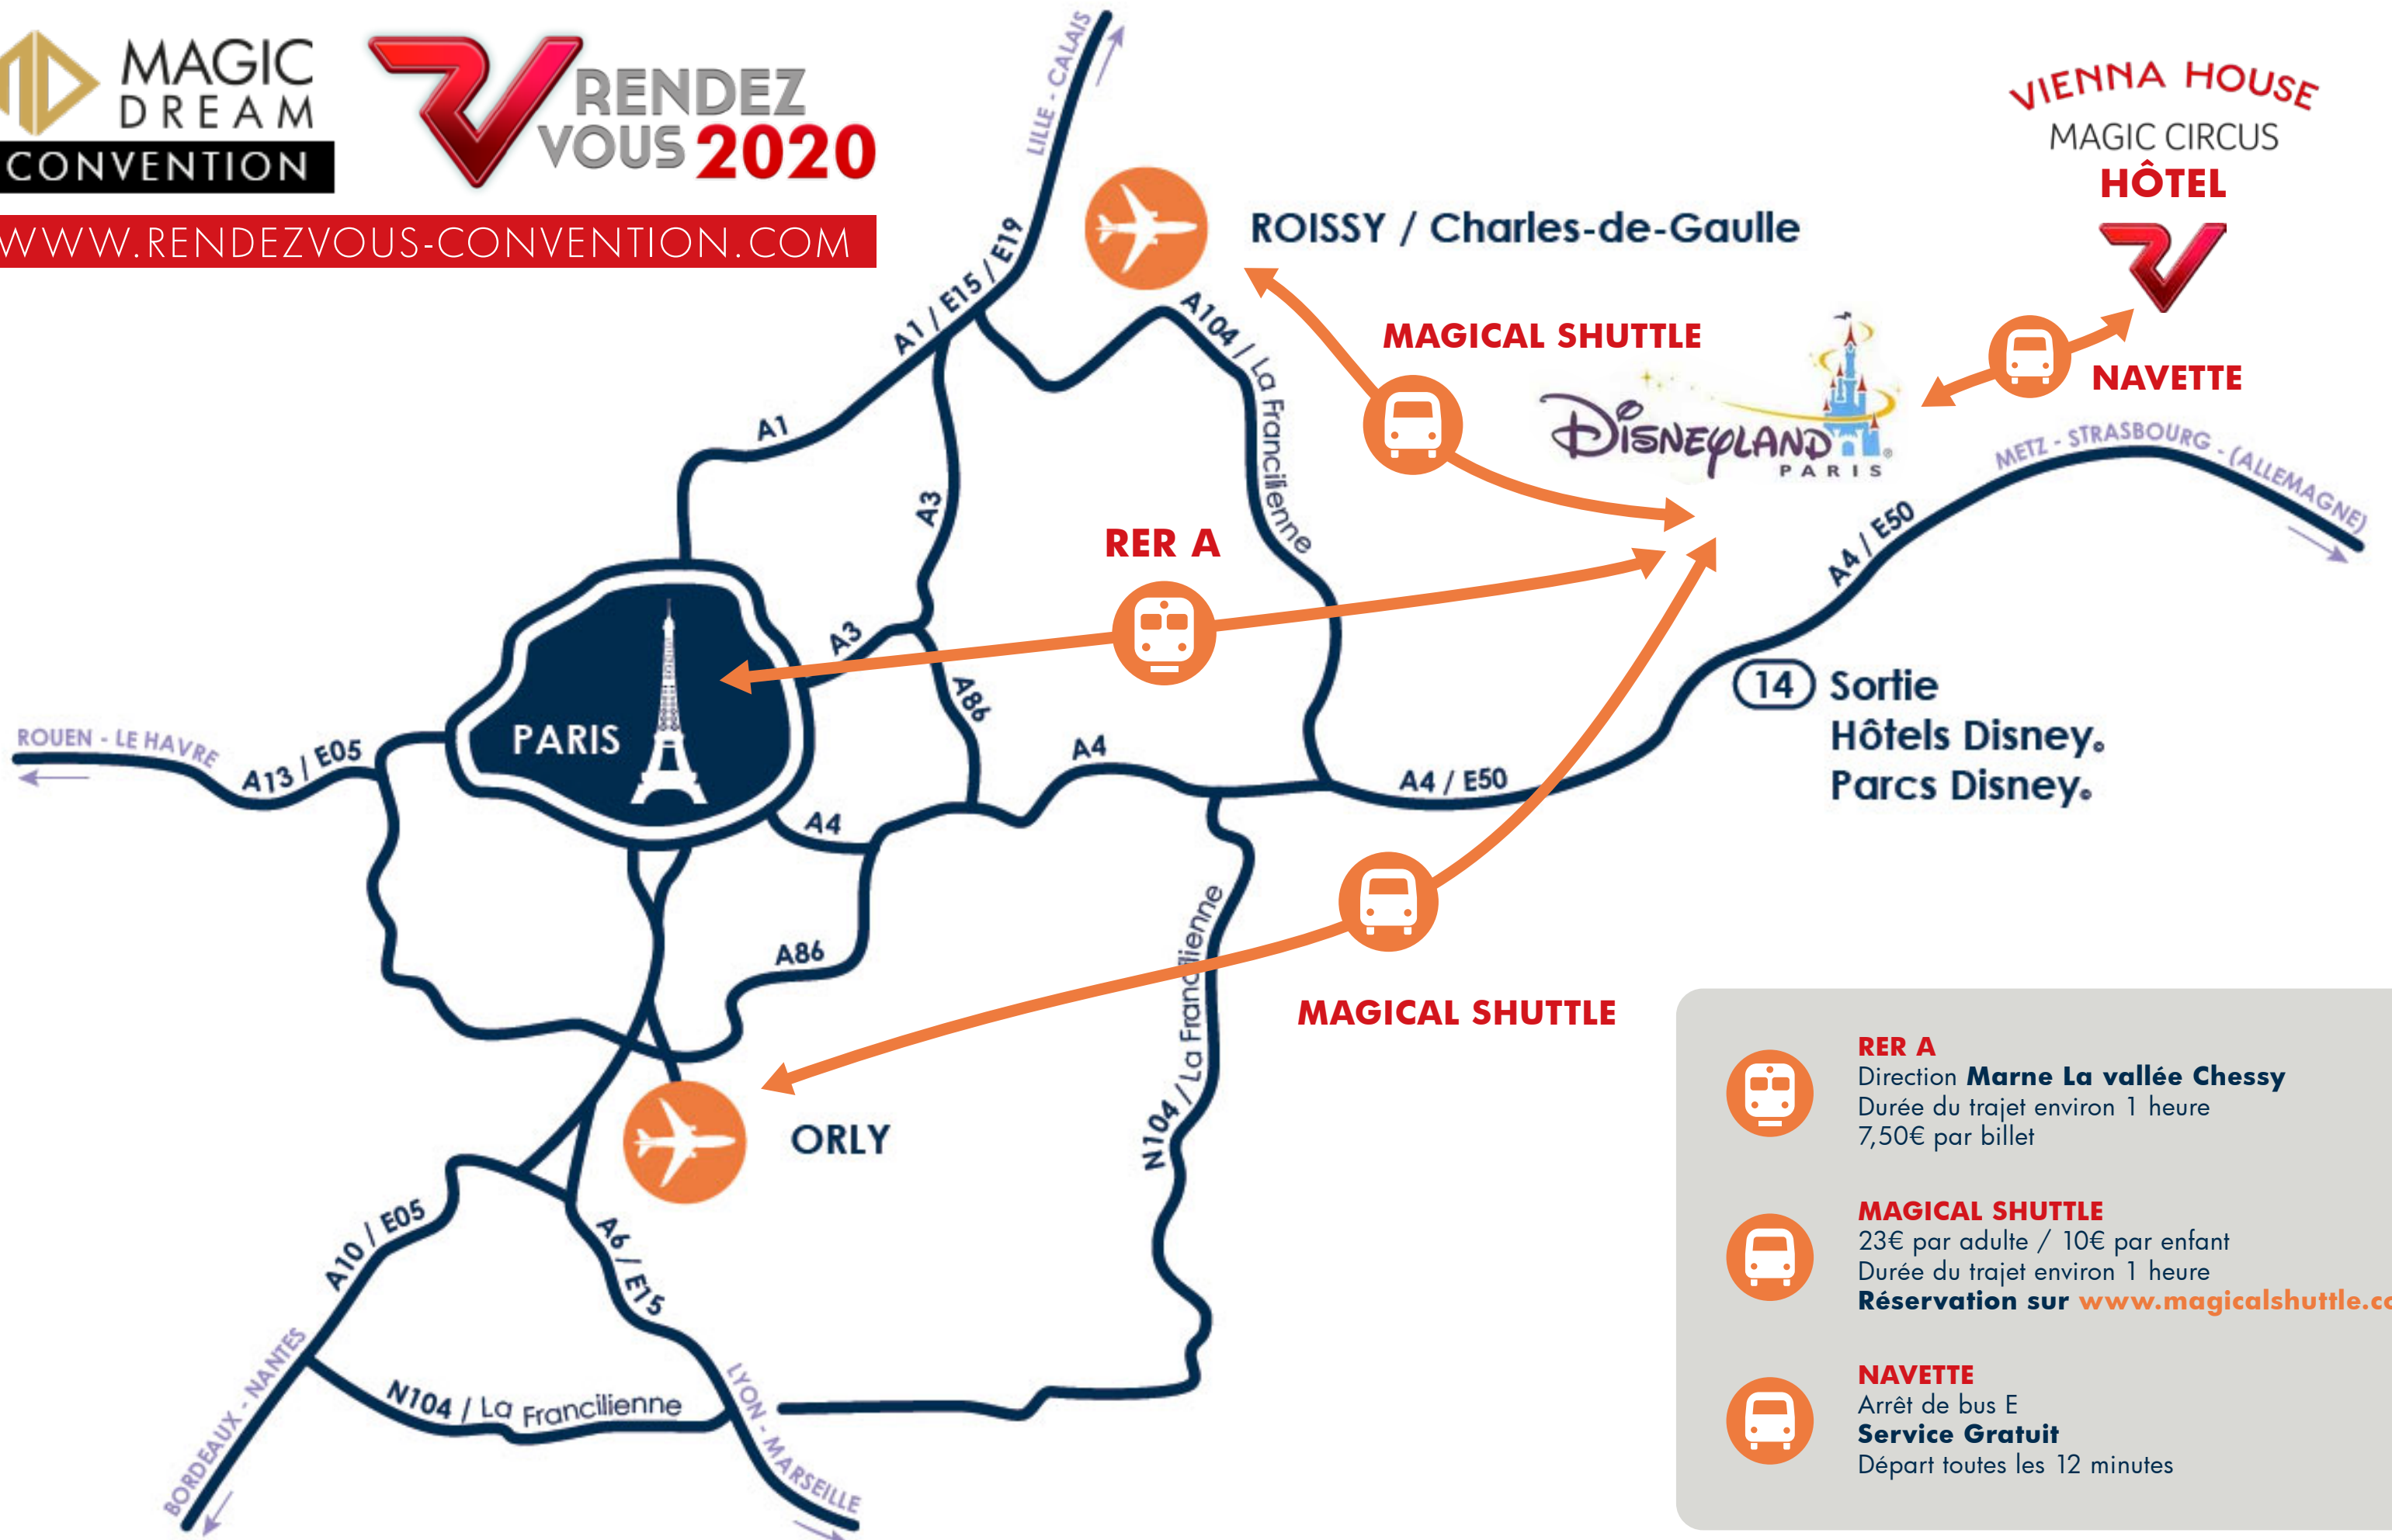 MAGIC
DREAM
CONVENTION
RENDEZ
VOUS 2020
WWW.RENDEZVOUS-CONVENTION.COM
VIENNA HOUSE
MAGIC CIRCUS
HÔTEL
LILLE - CALAIS
ROISSY / Charles-de-Gaulle
A1 / E15 / E19
A104 / La Francilienne
MAGICAL SHUTTLE
DISNEYLAND
PARIS
NAVETTE
METZ - STRASBOURG - (ALLEMAGNE)
A1
A3
A4 / E50
RER A
A3
A86
14 Sortie
Hôtels Disney®
Parcs Disney®
PARIS
ROUEN - LE HAVRE
A13 / E05
A4
A4 / E50
A4
A86
N104 / La Francilienne
MAGICAL SHUTTLE
ORLY
A10 / E05
A6 / E15
BORDEAUX - NANTES
N104 / La Francilienne
LYON - MARSEILLE
RER A
Direction Marne La vallée Chessy
Durée du trajet environ 1 heure
7,50€ par billet
MAGICAL SHUTTLE
23€ par adulte / 10€ par enfant
Durée du trajet environ 1 heure
Réservation sur www.magicalshuttle.co
NAVETTE
Arrêt de bus E
Service Gratuit
Départ toutes les 12 minutes